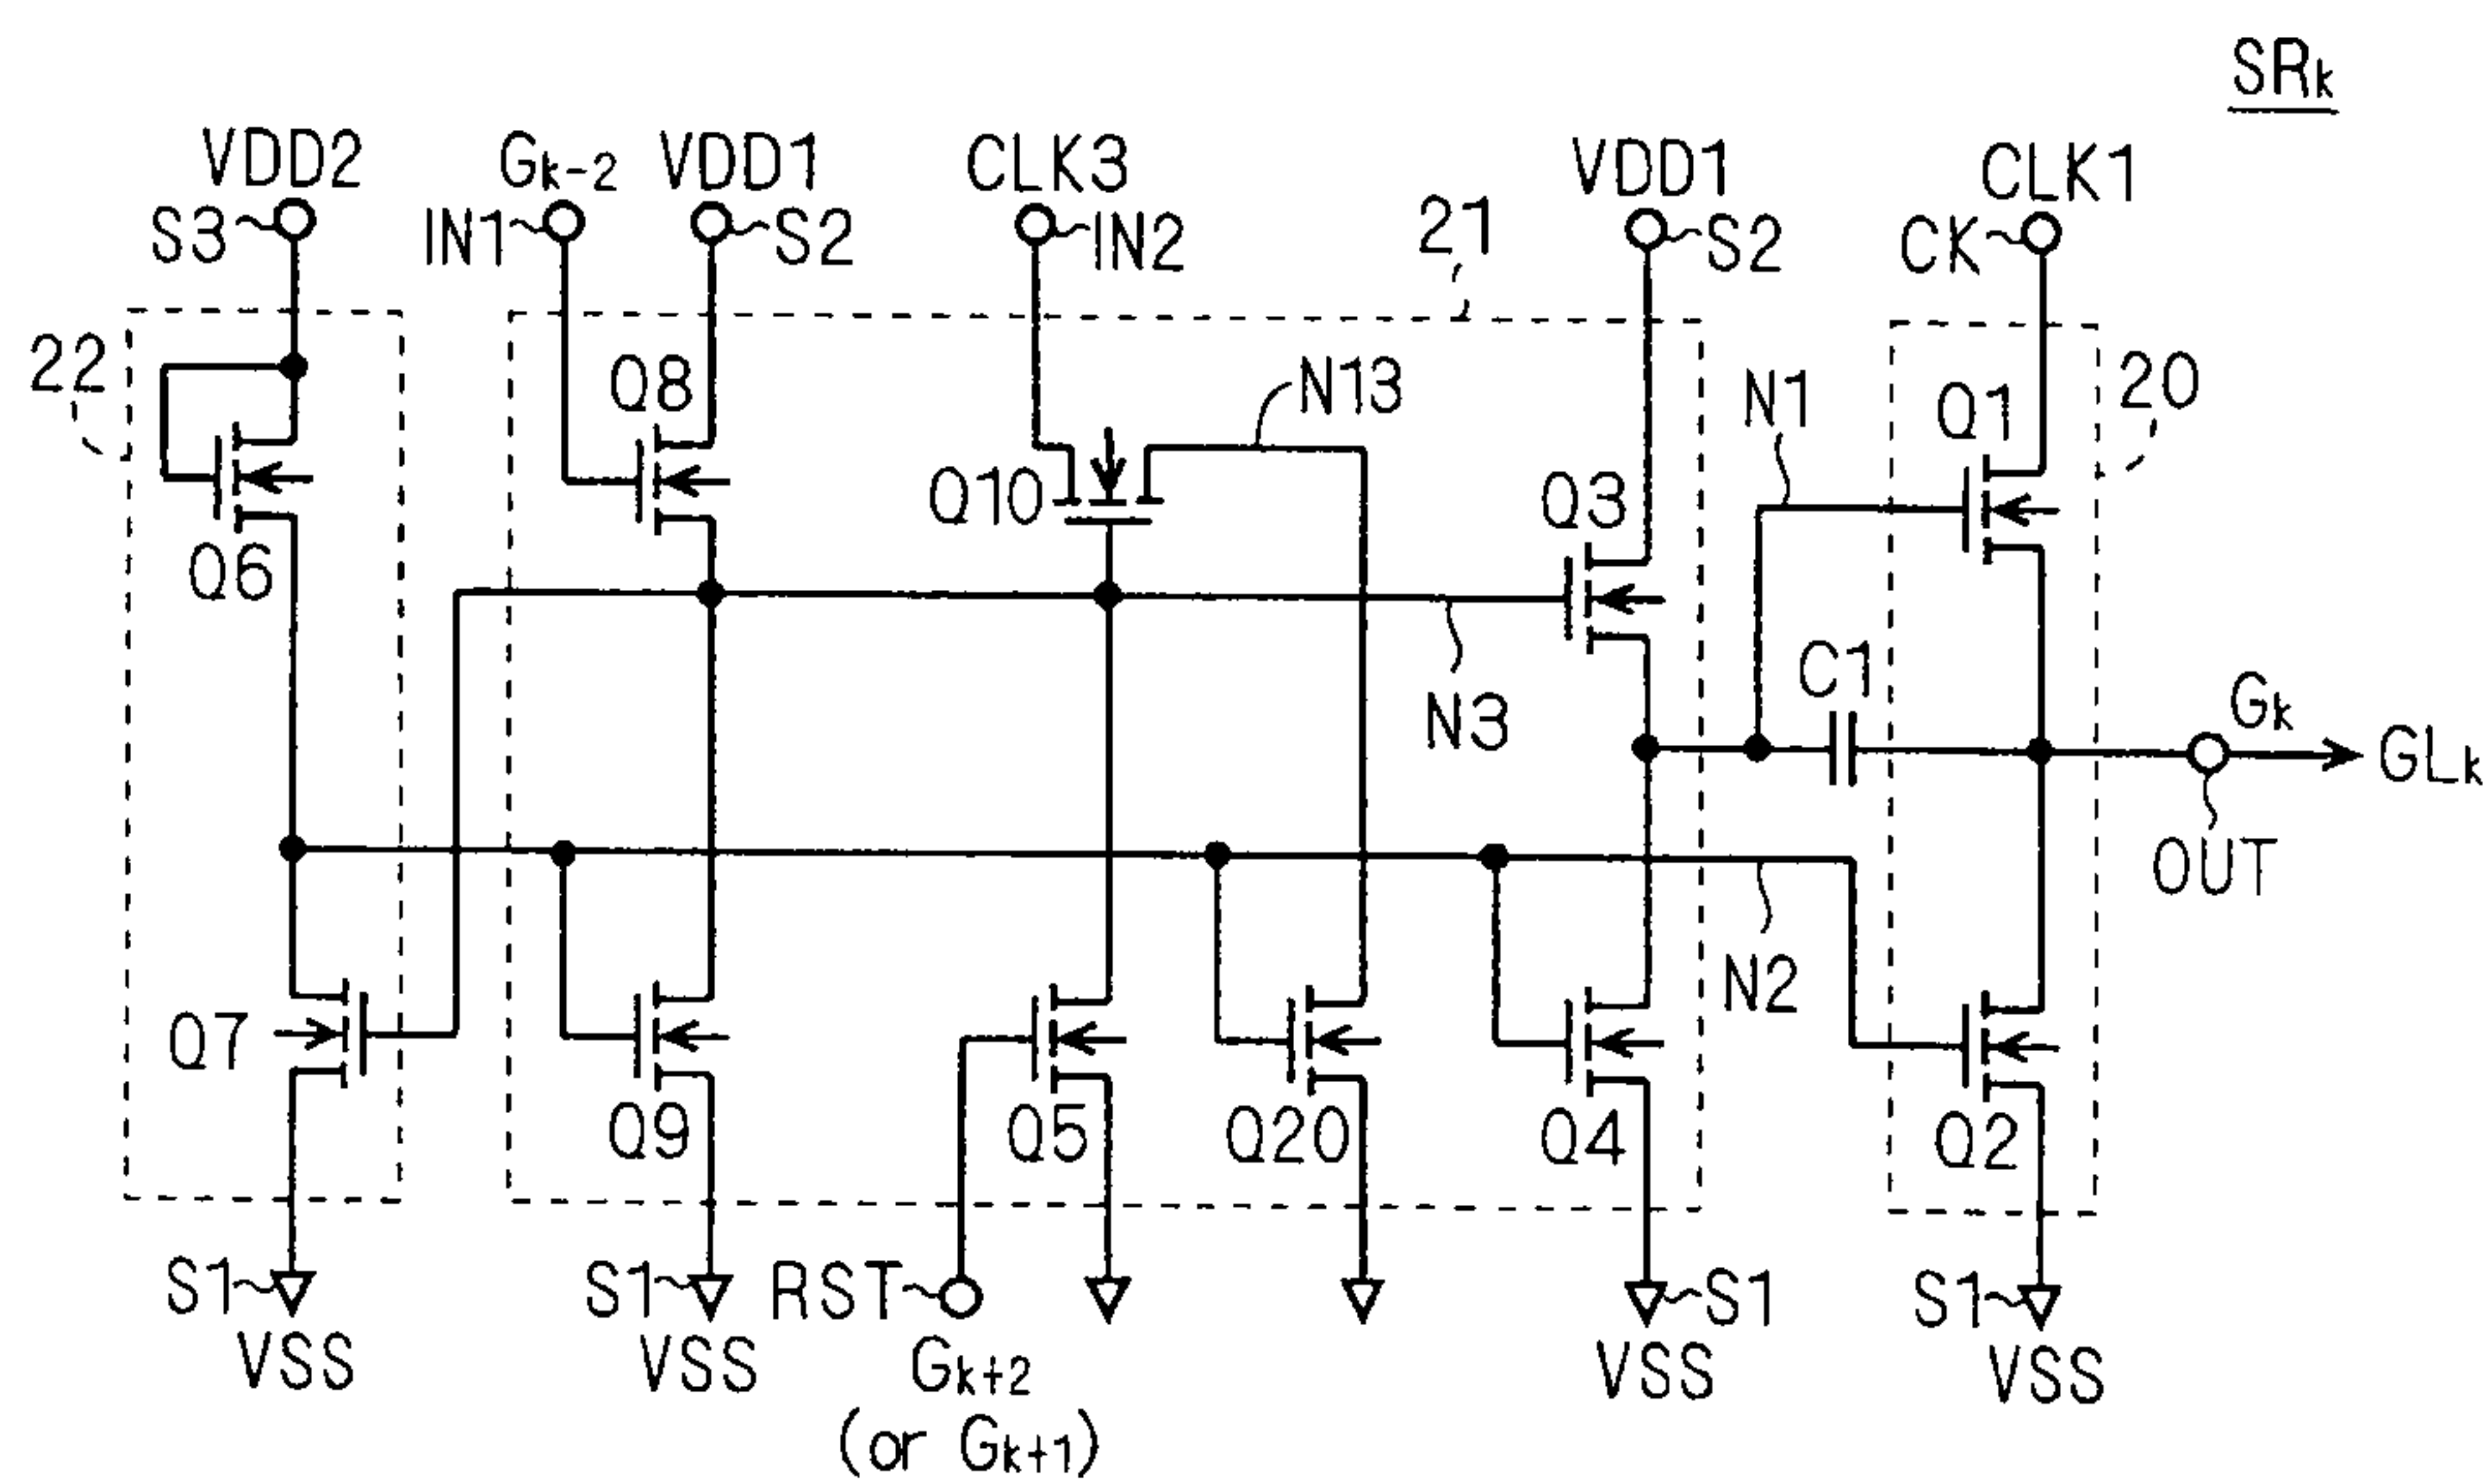 SRk
VDD2
Gk-2
VDD1
CLK3
VDD1
CLK1
S3
IN1
S2
IN2
21
S2
CK
22
Q8
N13
N1
Q1
20
Q6
Q10
Q3
N3
C1
Gk
GLk
OUT
N2
Q7
Q9
Q5
Q20
Q4
Q2
S1
VSS
S1
VSS
RST
Gk+2
(or Gk+1)
S1
VSS
S1
VSS